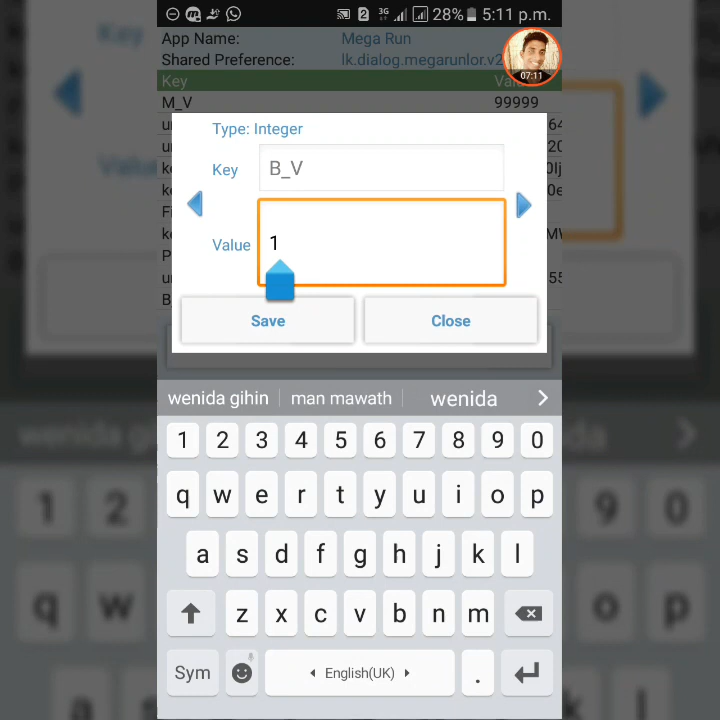 2 3G 28% 5:11 p.m.
App Name: Mega Run
Shared Preference: lk.dialog.megarunlor.v2
07:11
Key
M_V 99999
Type: Integer
Key B_V
Value 1
Save Close
wenida gihin man mawath wenida
1 2 3 4 5 6 7 8 9 0
q w e r t y u i o p
a s d f g h j k l
z x c v b n m
Sym English(UK) .